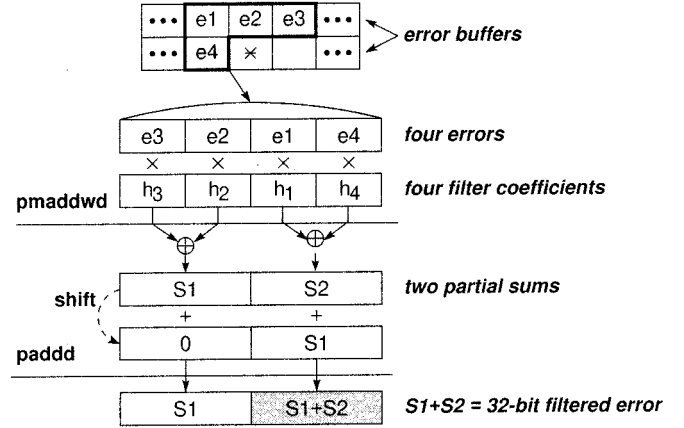 ••• e1 e2 e3 •••
••• e4 × •••
error buffers
e3 e2 e1 e4
four errors
× × × ×
h3 h2 h1 h4
four filter coefficients
pmaddwd
S1 S2
two partial sums
shift
+ +
0 S1
paddd
S1 S1+S2
S1+S2 = 32-bit filtered error